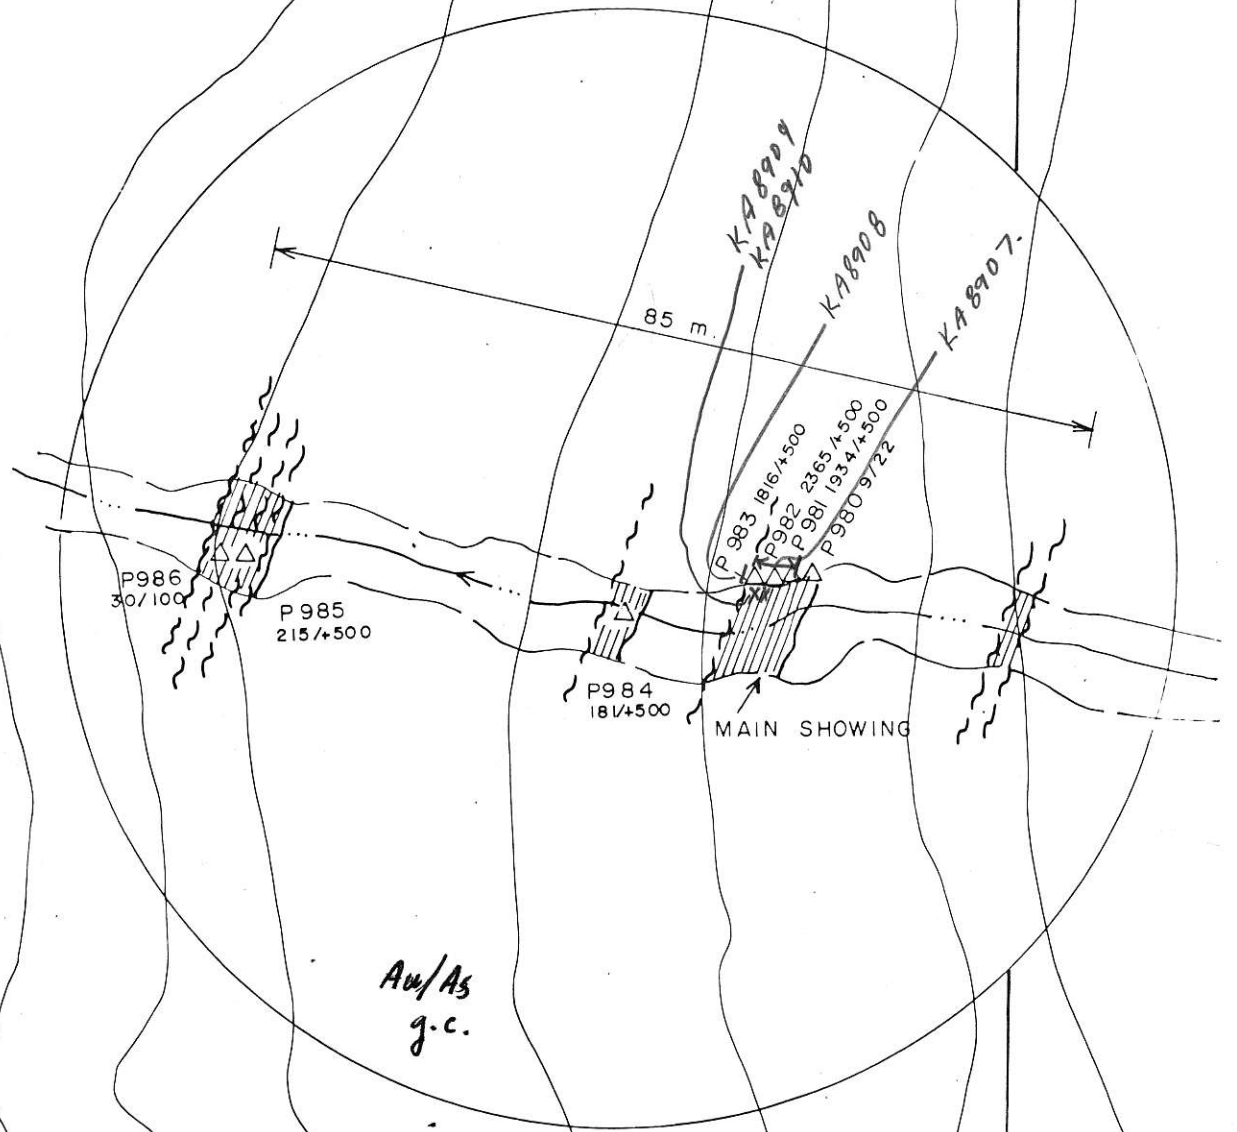 KA8909
KA8910
KA8908
KA8907.
85 m.
P 983 1816/+500
P982 2365/+500
P981 1934/+500
P980 9/22
P986
30/100
P985
215/+500
P984
181/+500
MAIN SHOWING
Au/As
g.c.